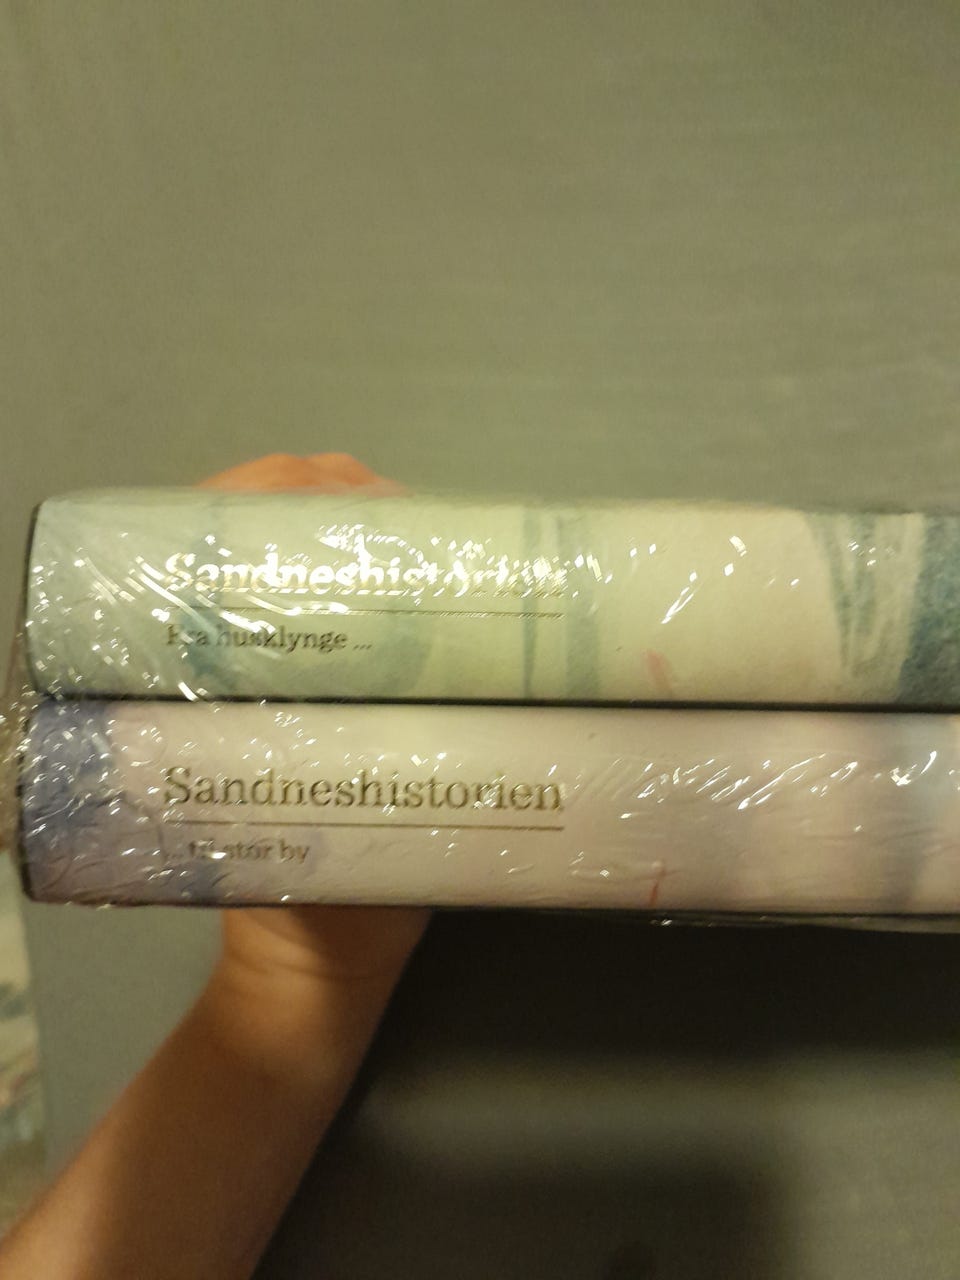 Sandneshistorien
Fra husklynge ...
Sandneshistorien
... til stor by